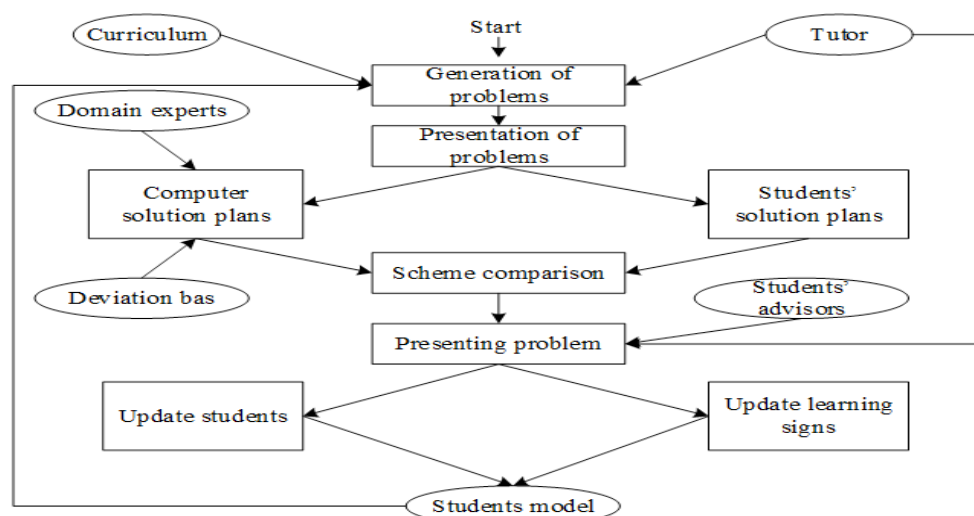 Start
Curriculum
Tutor
Generation of
problems
Domain experts
Presentation of
problems
Computer
solution plans
Students'
solution plans
Scheme comparison
Deviation bas
Students'
advisors
Presenting problem
Update students
Update learning
signs
Students model